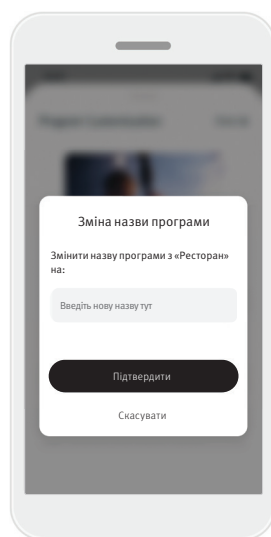 Зміна назви програми
Змінити назву програми з «Ресторан»
на:
Введіть нову назву тут
Підтвердити
Скасувати